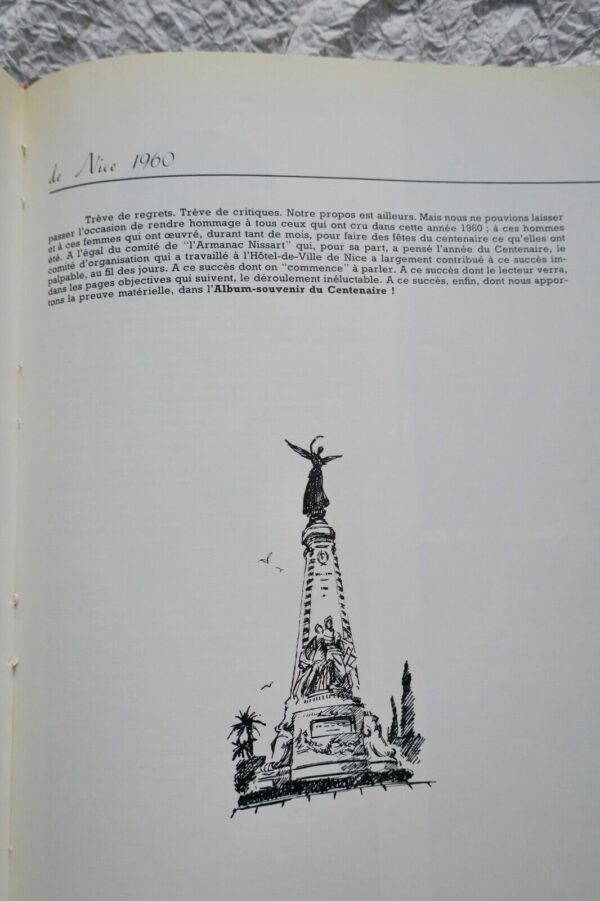 de Nice 1960
Trève de regrets. Trève de critiques. Notre propos est ailleurs. Mais nous ne pouvions laisser
passer l'occasion de rendre hommage à tous ceux qui ont cru dans cette année 1960 ; à ces hommes
et à ces femmes qui ont œuvré, durant tant de mois, pour faire des fêtes du centenaire ce qu'elles ont
été. A l'égal du comité de "l'Armanac Nissart" qui, pour sa part, a pensé l'année du Centenaire, le
comité d'organisation qui a travaillé à l'Hôtel-de-Ville de Nice a largement contribué à ce succès im-
palpable, au fil des jours. A ce succès dont on "commence" à parler. A ce succès dont le lecteur verra,
dans les pages objectives qui suivent, le déroulement inéluctable. A ce succès, enfin, dont nous appor-
tons la preuve matérielle, dans l'Album-souvenir du Centenaire !